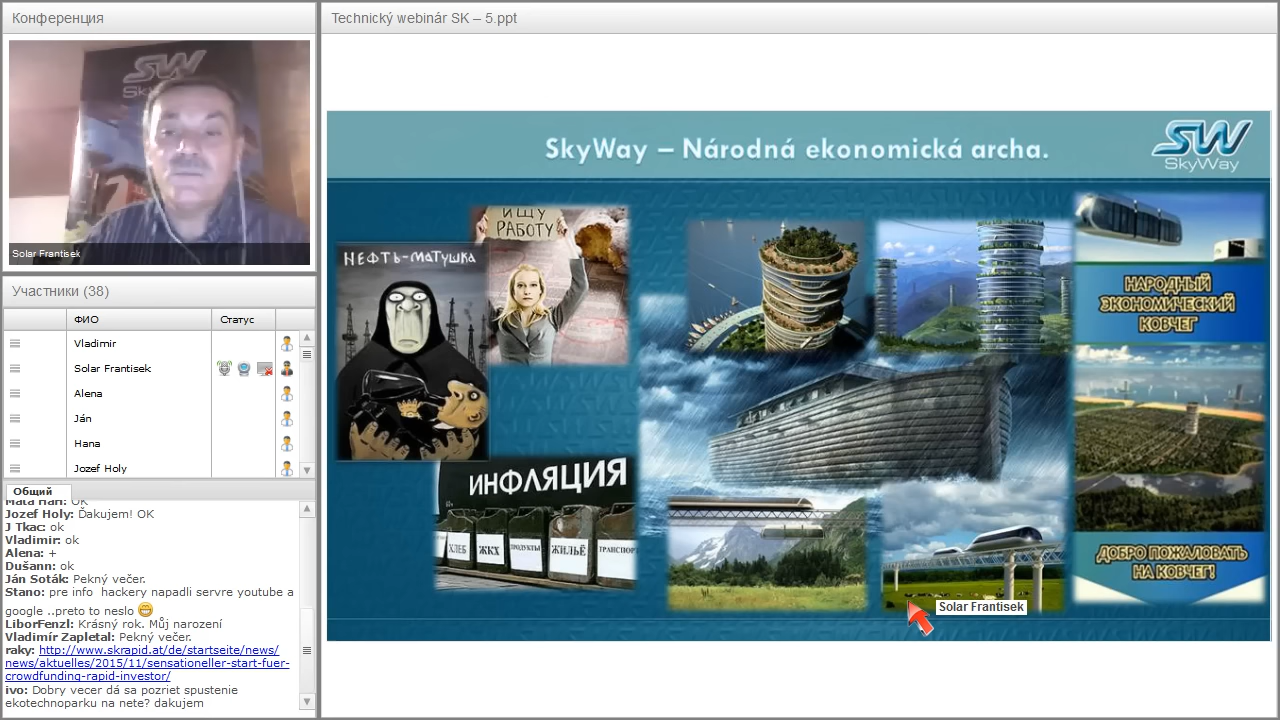 Конференция
SW
Solar Frantisek
Участники (38)
ФИО
Статус
Vladimir
Solar Frantisek
Alena
Ján
Hana
Jozef Holy
Общий
Mata Hari: OK
Jozef Holy: Ďakujem! OK
J Tkac: ok
Vladimir: ok
Alena: +
Dušann: ok
Ján Soták: Pekný večer.
Stano: pre info hackery napadli servre youtube a
google ..preto to neslo
LiborFenzl: Krásný rok. Můj narození
Vladimír Zapletal: Pekný večer.
raky: http://www.skrapid.at/de/startseite/news/
news/aktuelles/2015/11/sensationeller-start-fuer-
crowdfunding-rapid-investor/
ivo: Dobry vecer dá sa pozriet spustenie
ekotechnoparku na nete? dakujem
Technický webinár SK – 5.ppt
SkyWay – Národná ekonomická archa.
SW
SkyWay
ИЩУ
РАБОТУ
НЕФТЬ-МАТУШКА
ИНФЛЯЦИЯ
ХЛЕБ
ЖКХ
ПРОДУКТЫ
ЖИЛЬЁ
ТРАНСПОРТ
НАРОДНЫЙ
ЭКОНОМИЧЕСКИЙ
КОВЧЕГ
ДОБРО ПОЖАЛОВАТЬ
НА КОВЧЕГ!
Solar Frantisek